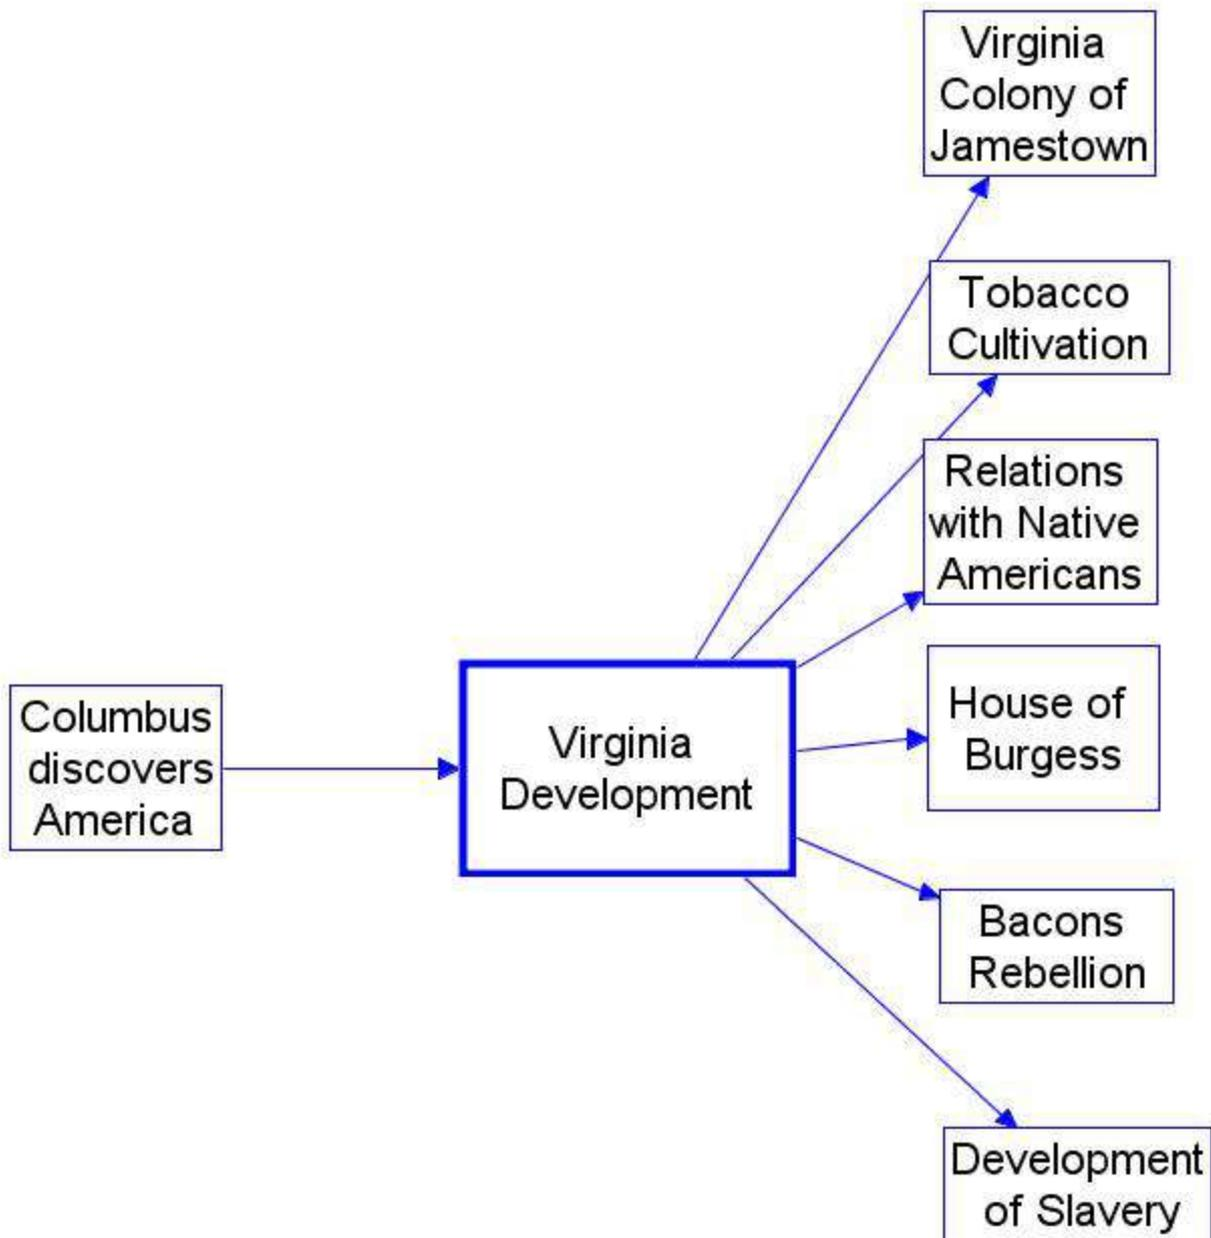 Virginia
Colony of
Jamestown
Tobacco
Cultivation
Relations
with Native
Americans
House of
Burgess
Columbus
discovers
America
Virginia
Development
Bacons
Rebellion
Development
of Slavery